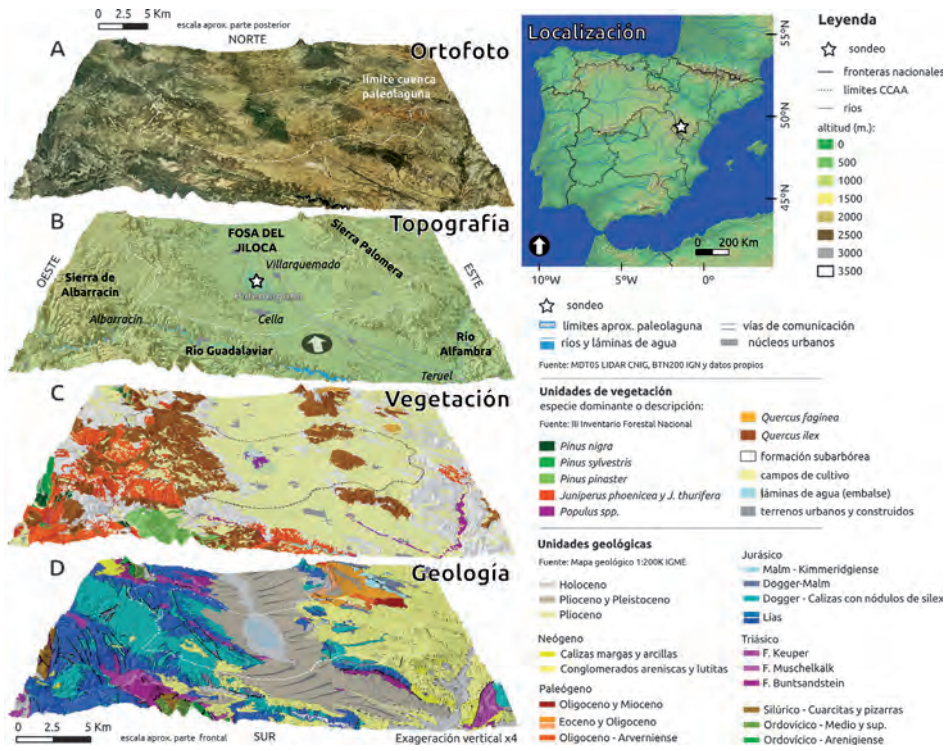 0 2.5 5 Km
escala aprox. parte posterior
NORTE
A
Ortofoto
límite cuenca
paleolaguna
B
Topografía
FOSA DEL
JILOCA
Sierra Palomera
OESTE
ESTE
Villarquemado
Sierra de
Albarracín
Albarracín
Cella
Río Guadalaviar
Río
Alfambra
Teruel
C
Vegetación
D
Geología
0 2.5 5 Km
escala aprox. parte frontal
SUR
Exageración vertical x4
Localización
55°N
50°N
45°N
0 200 Km
10°W
5°W
0°
Leyenda
sondeo
fronteras nacionales
límites CCAA
ríos
altitud (m.):
0
500
1000
1500
2000
2500
3000
3500
sondeo
límites aprox. paleolaguna
ríos y láminas de agua
vías de comunicación
núcleos urbanos
Fuente: MDT05 LIDAR CNIG, BTN200 IGN y datos propios
Unidades de vegetación
especie dominante o descripción:
Fuente: III Inventario Forestal Nacional
Pinus nigra
Pinus sylvestris
Pinus pinaster
Juniperus phoenicea y J. thurifera
Populus spp.
Quercus faginea
Quercus ilex
formación subarbórea
campos de cultivo
láminas de agua (embalse)
terrenos urbanos y construidos
Unidades geológicas
Fuente: Mapa geológico 1:200K IGME
Holoceno
Plioceno y Pleistoceno
Plioceno
Neógeno
Calizas margas y arcillas
Conglomerados areniscas y lutitas
Paleógeno
Oligoceno y Mioceno
Eoceno y Oligoceno
Oligoceno - Arverniense
Jurásico
Malm - Kimmeridgiense
Dogger-Malm
Dogger - Calizas con nódulos de sílex
Lías
Triásico
F. Keuper
F. Muschelkalk
F. Buntsandstein
Silúrico - Cuarcitas y pizarras
Ordovícico - Medio y sup.
Ordovícico - Arenigiense